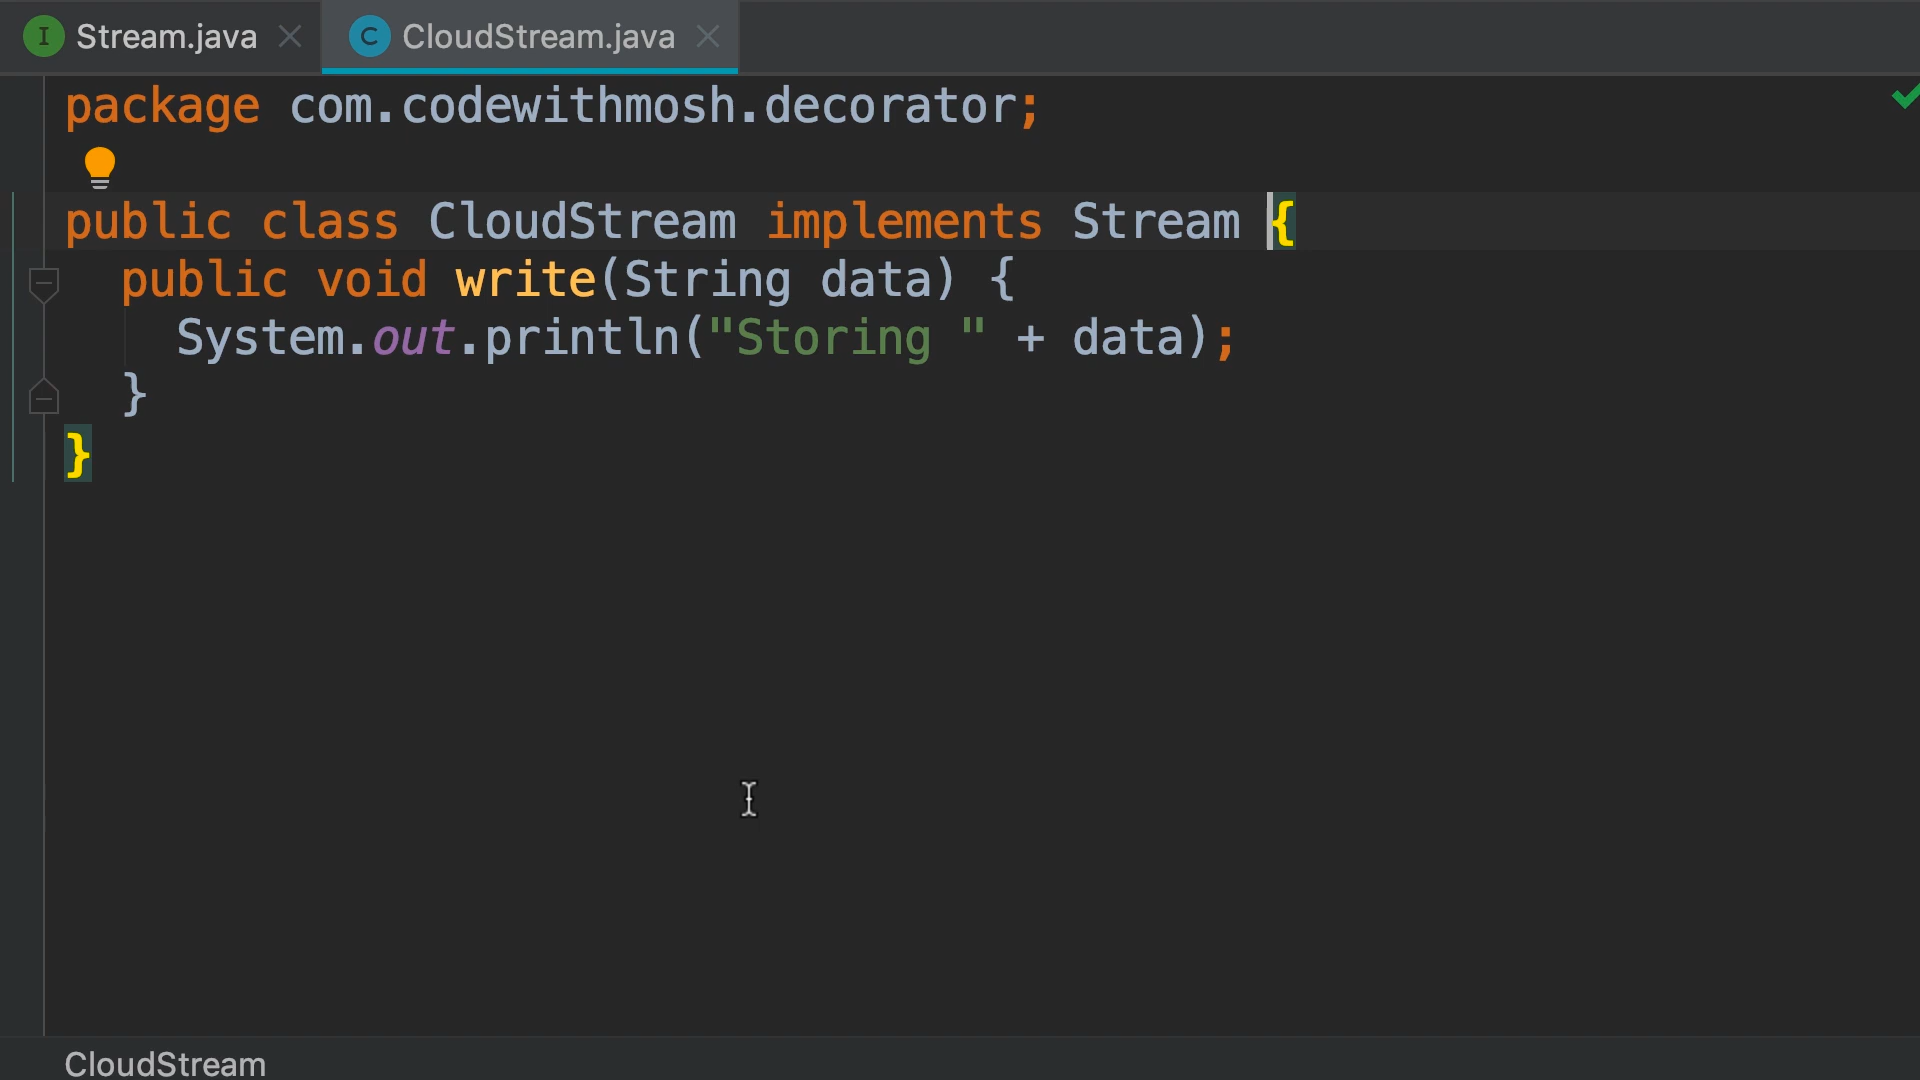 Stream.java
CloudStream.java
package com.codewithmosh.decorator;
public class CloudStream implements Stream {
public void write(String data) {
System.out.println("Storing " + data);
}
}
CloudStream